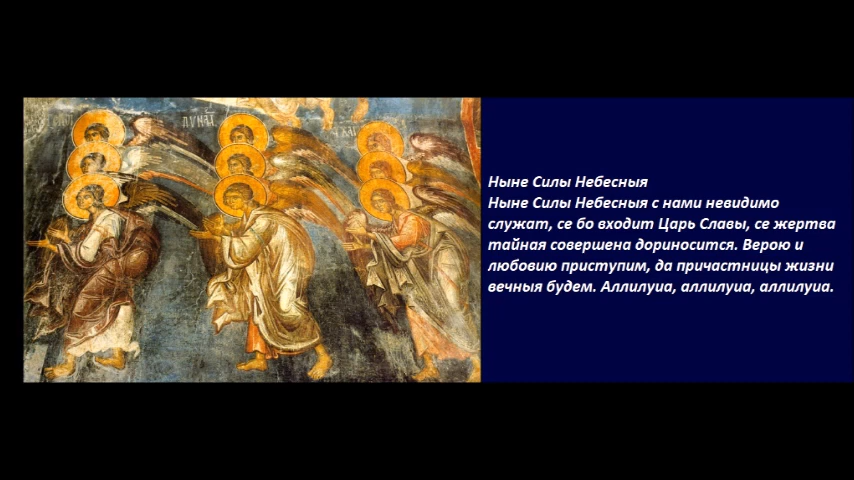 Ныне Силы Небесныя
Ныне Силы Небесныя с нами невидимо
служат, се бо входит Царь Славы, се жертва
тайная совершена дориносится. Верою и
любовию приступим, да причастницы жизни
вечныя будем. Аллилуиа, аллилуиа, аллилуиа.